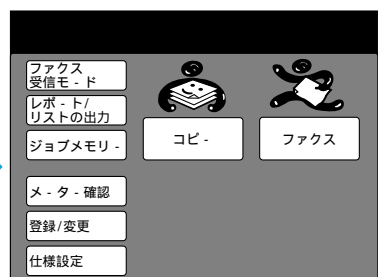 ファクス
受信モ - ド
レポ - ト/
リストの出力
ジョブメモリ -
メ - タ - 確認
登録/変更
仕様設定
コピ -
ファクス